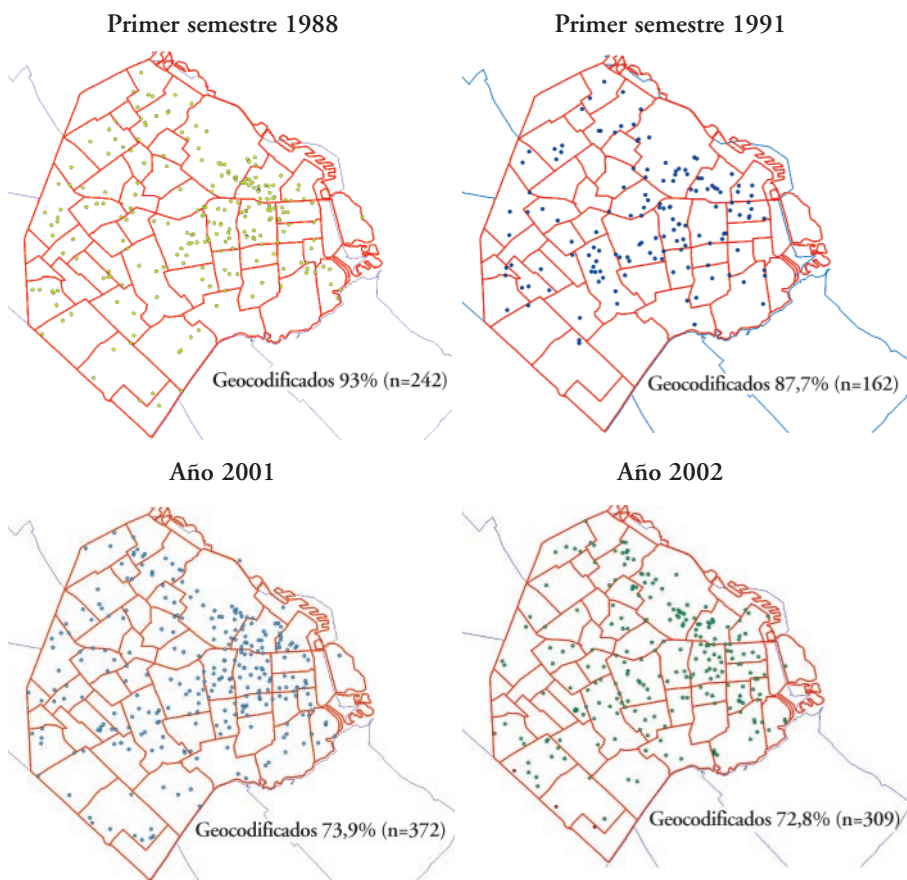 Primer semestre 1988
Primer semestre 1991
Geocodificados 93% (n=242)
Geocodificados 87,7% (n=162)
Año 2001
Año 2002
Geocodificados 73,9% (n=372)
Geocodificados 72,8% (n=309)